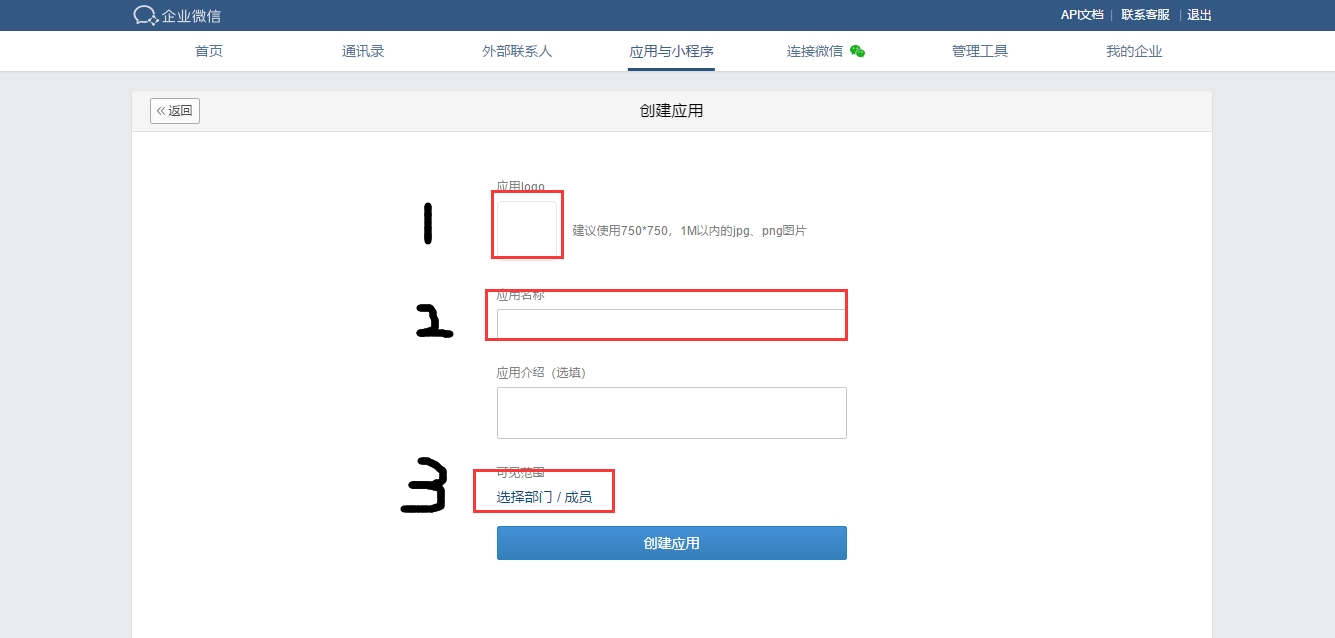 企业微信
API文档 | 联系客服 | 退出
首页 通讯录 外部联系人 应用与小程序 连接微信 管理工具 我的企业
<<返回
创建应用
应用logo
1
建议使用750*750，1M以内的jpg、png图片
应用名称
2
应用介绍（选填）
可见范围
3
选择部门 / 成员
创建应用